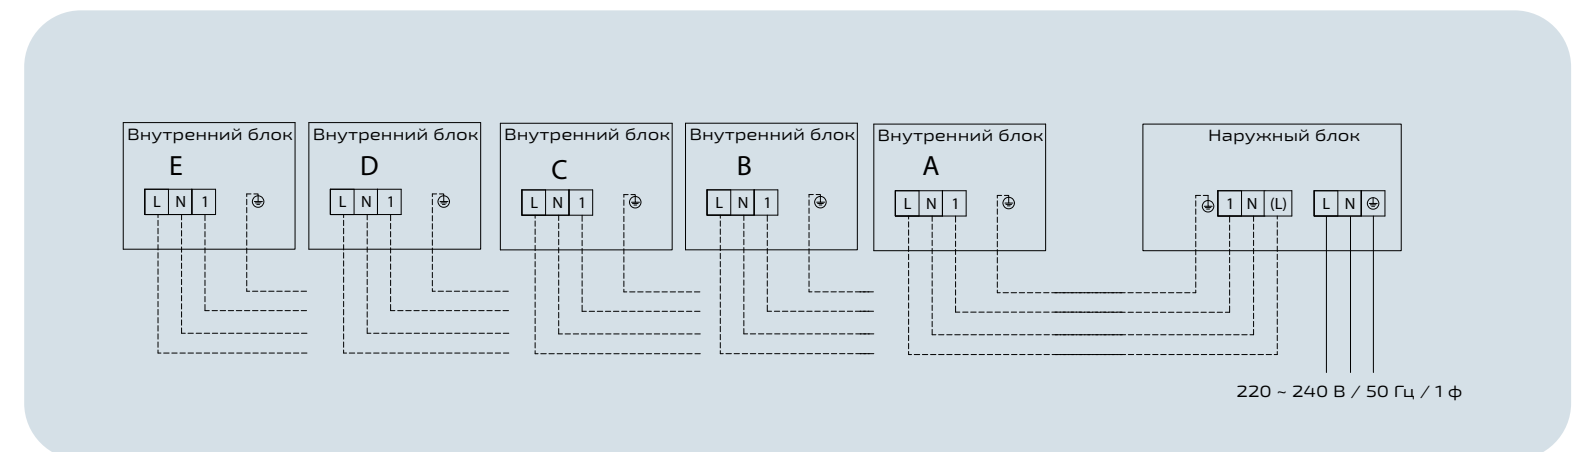 Внутренний блок
E
L N 1
Внутренний блок
D
L N 1
Внутренний блок
C
L N 1
Внутренний блок
B
L N 1
Внутренний блок
A
L N 1
Наружный блок
1 N (L) L N
220 ~ 240 В / 50 Гц / 1 ф